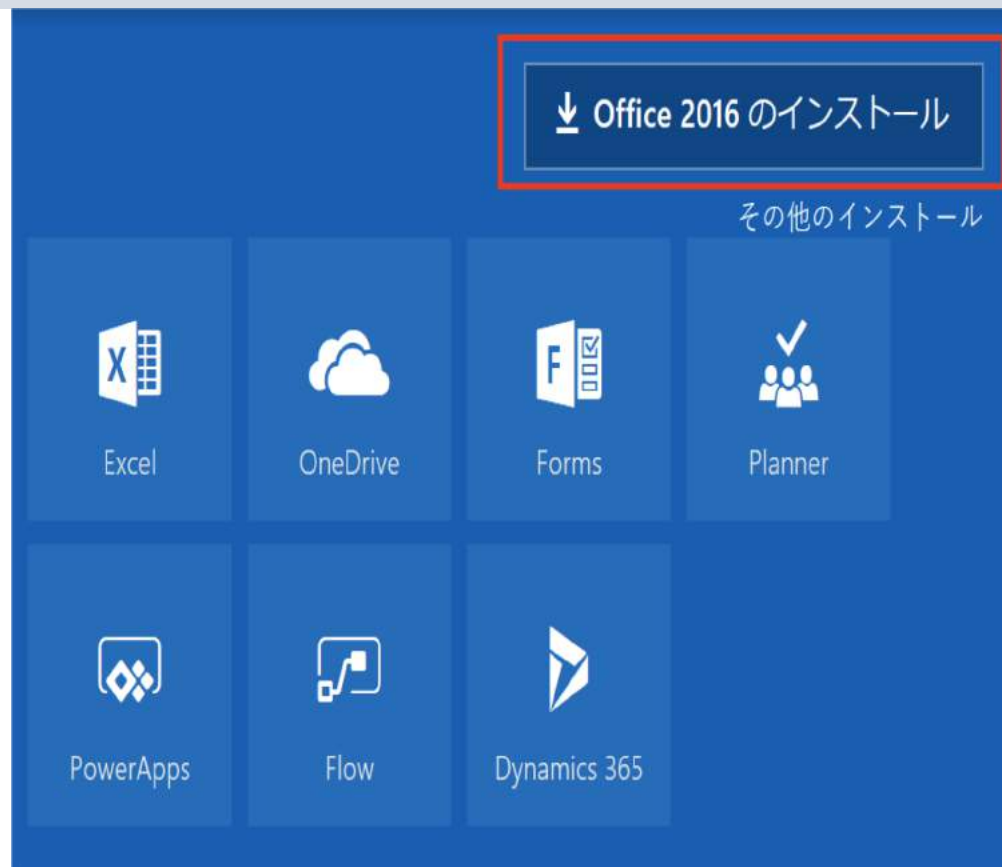 Office 2016 のインストール
その他のインストール
Excel
OneDrive
Forms
Planner
PowerApps
Flow
Dynamics 365